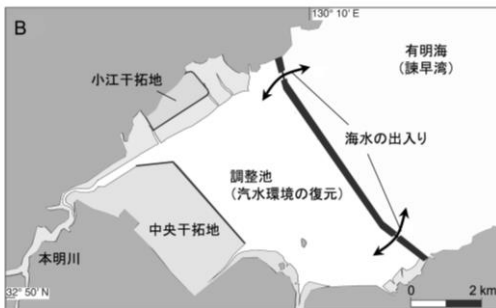 130° 10′ E
B
有明海
(諫早湾)
小江干拓地
海水の出入り
調整池
(汽水環境の復元)
中央干拓地
本明川
32° 50′ N
0 2 km